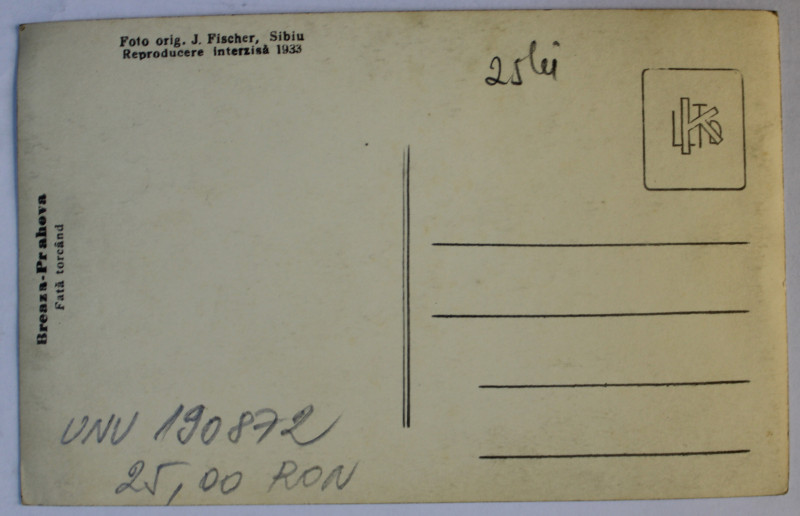 Foto orig. J. Fischer, Sibiu
Reproducere interzisă 1933
25 lei
Breaza-Prahova
Fată torcând
UNU 190872
25,00 RON